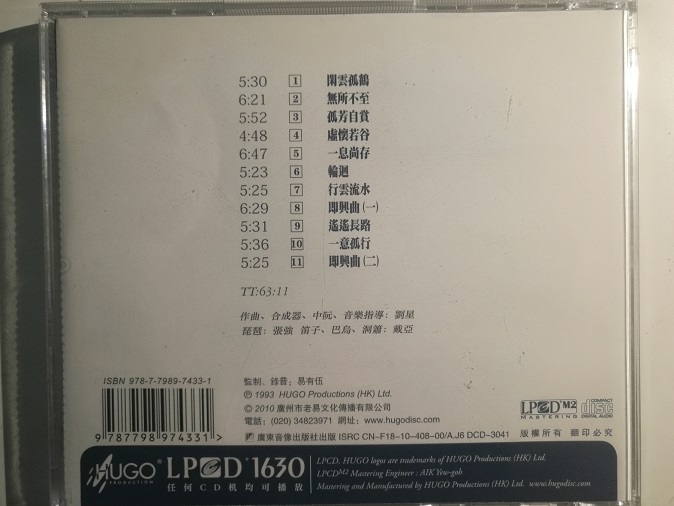 5:30 1 閑雲孤鶴
6:21 2 無所不至
5:52 3 孤芳自賞
4:48 4 虛懷若谷
6:47 5 一息尚存
5:23 6 輪迴
5:25 7 行雲流水
6:29 8 即興曲(一)
5:31 9 遙遙長路
5:36 10 一意孤行
5:25 11 即興曲(二)
TT:63:11
作曲、合成器、中阮、音樂指導: 劉星
琵琶: 張強 笛子、巴烏、洞簫: 戴亞
ISBN 978-7-7989-7433-1
9 787798 974331 >
監制、錄音: 易有伍
℗ 1993 HUGO Productions (HK) Ltd.
© 2010 廣州市老易文化傳播有限公司
電話: (020) 34823971 網址: www.hugodisc.com
廣東音像出版社出版 ISRC CN-F18-10-408-00/A.J6 DCD-3041
LPCD M2 MASTERING
COMPACT disc DIGITAL AUDIO
版權所有 翻印必究
HUGO PRODUCTION
LPCD 1630
任何CD机均可播放
LPCD, HUGO logos are trademarks of HUGO Productions (HK) Ltd.
LPCDM2 Mastering Engineer : AIK Yew-goh
Mastering and Manufactured by HUGO Productions (HK) Ltd. www.hugodisc.com